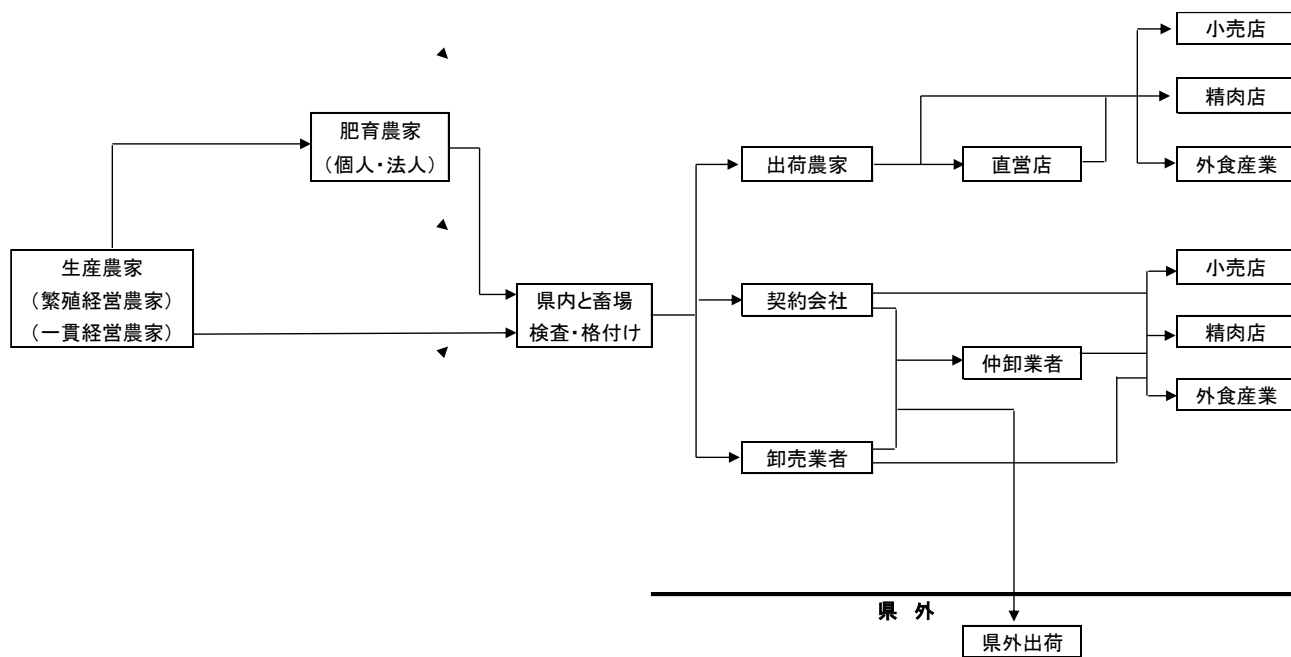 小売店
精肉店
肥育農家
（個人・法人）
出荷農家
直営店
外食産業
生産農家
（繁殖経営農家）
（一貫経営農家）
県内と畜場
検査・格付け
契約会社
小売店
精肉店
仲卸業者
外食産業
卸売業者
県 外
県外出荷